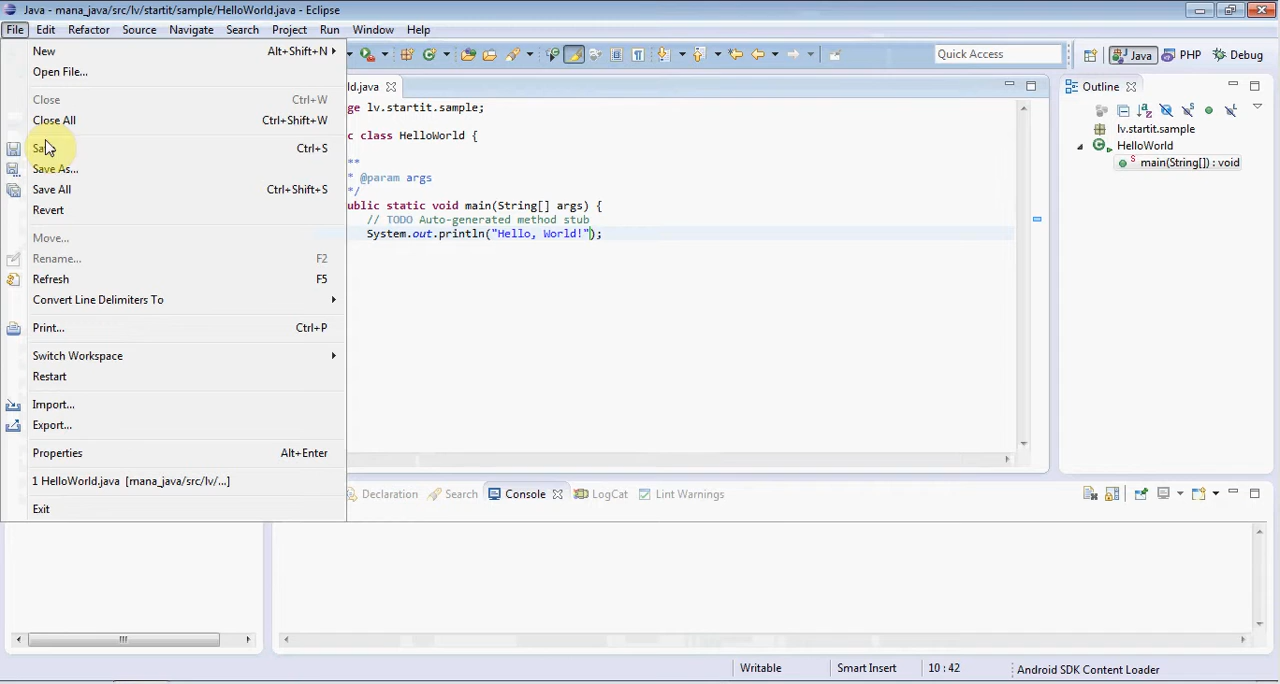 Java - mana_java/src/lv/startit/sample/HelloWorld.java - Eclipse
File Edit Refactor Source Navigate Search Project Run Window Help
New Alt+Shift+N
Open File...
Close Ctrl+W
Close All Ctrl+Shift+W
Ctrl+S
Save As...
Save All Ctrl+Shift+S
Revert
Move...
Rename... F2
Refresh F5
Convert Line Delimiters To
Print... Ctrl+P
Switch Workspace
Restart
Import...
Export...
Properties Alt+Enter
1 HelloWorld.java [mana_java/src/lv/...]
Exit
Quick Access
Java PHP Debug
ld.java
ge lv.startit.sample;
c class HelloWorld {
**
* @param args
*/
ublic static void main(String[] args) {
// TODO Auto-generated method stub
System.out.println("Hello, World!");
Outline
lv.startit.sample
HelloWorld
S main(String[]) : void
Declaration Search Console LogCat Lint Warnings
Writable Smart Insert 10 : 42 Android SDK Content Loader